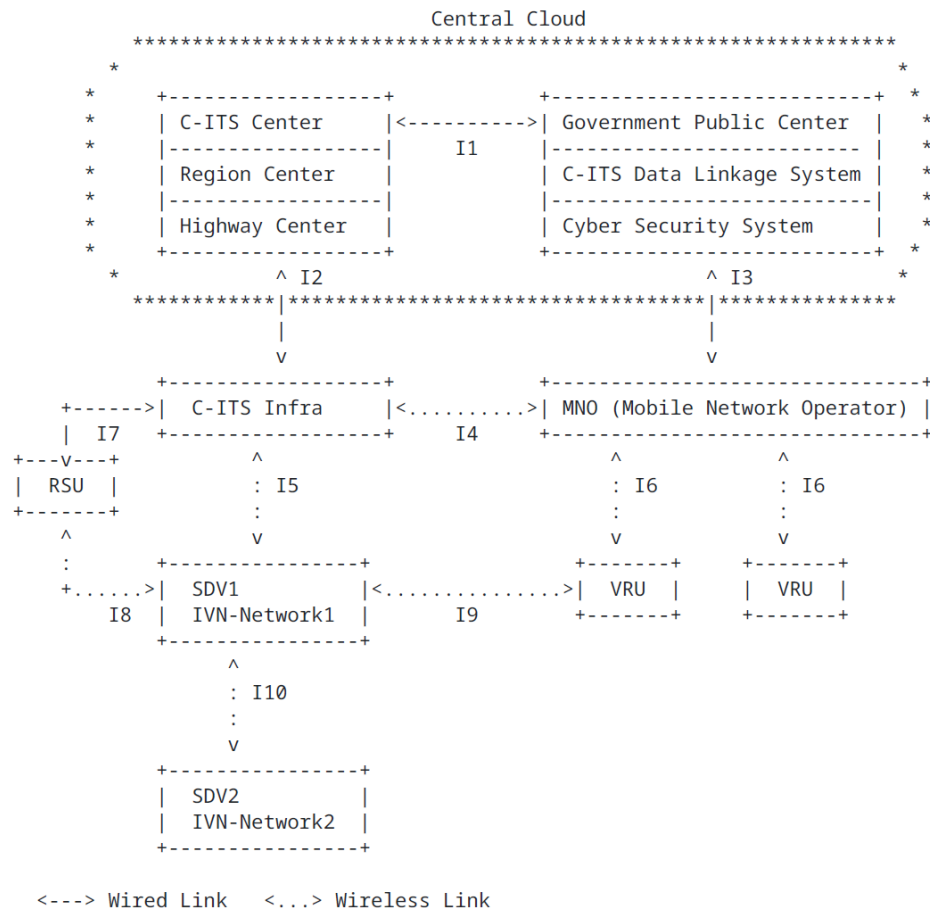 Central Cloud
C-ITS Center Government Public Center
I1
Region Center C-ITS Data Linkage System
Highway Center Cyber Security System
I2 I3
C-ITS Infra MNO (Mobile Network Operator)
I7 I4
RSU I5 I6 I6
SDV1 VRU VRU
I8 IVN-Network1 I9
I10
SDV2
IVN-Network2
<---> Wired Link <...> Wireless Link